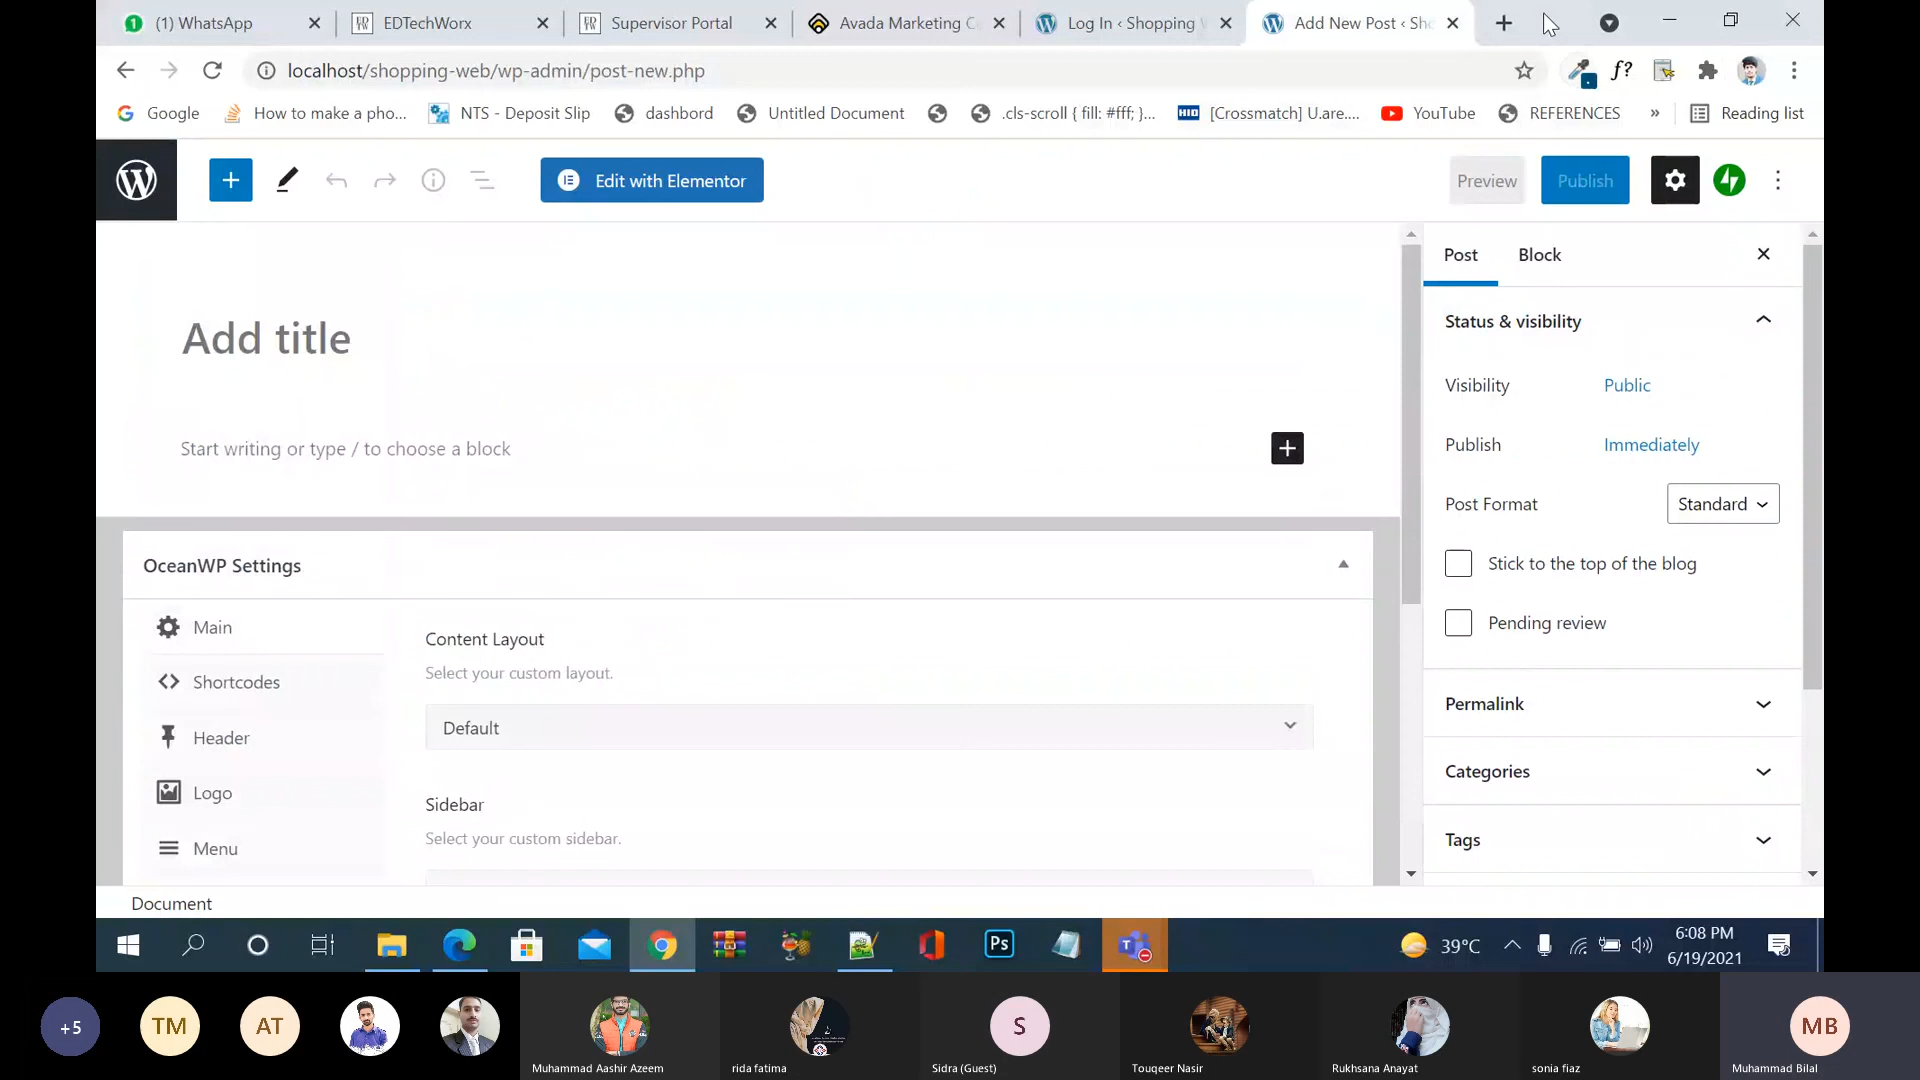 (1) WhatsApp
EDTechWorx
Supervisor Portal
Avada Marketing C
Log In ‹ Shopping
Add New Post ‹ Sho
localhost/shopping-web/wp-admin/post-new.php
f?
Google
How to make a pho...
NTS - Deposit Slip
dashbord
Untitled Document
.cls-scroll { fill: #fff; }...
HID
[Crossmatch] U.are....
YouTube
REFERENCES
»
Reading list
Edit with Elementor
Preview
Publish
Add title
Start writing or type / to choose a block
Post
Block
Status & visibility
Visibility
Public
Publish
Immediately
Post Format
Standard
Stick to the top of the blog
Pending review
Permalink
Categories
Tags
OceanWP Settings
Main
Shortcodes
Header
Logo
Menu
Content Layout
Select your custom layout.
Default
Sidebar
Select your custom sidebar.
Document
Ps
39°C
6:08 PM
6/19/2021
+5
TM
AT
Muhammad Aashir Azeem
rida fatima
S
Sidra (Guest)
Touqeer Nasir
Rukhsana Anayat
sonia fiaz
MB
Muhammad Bilal